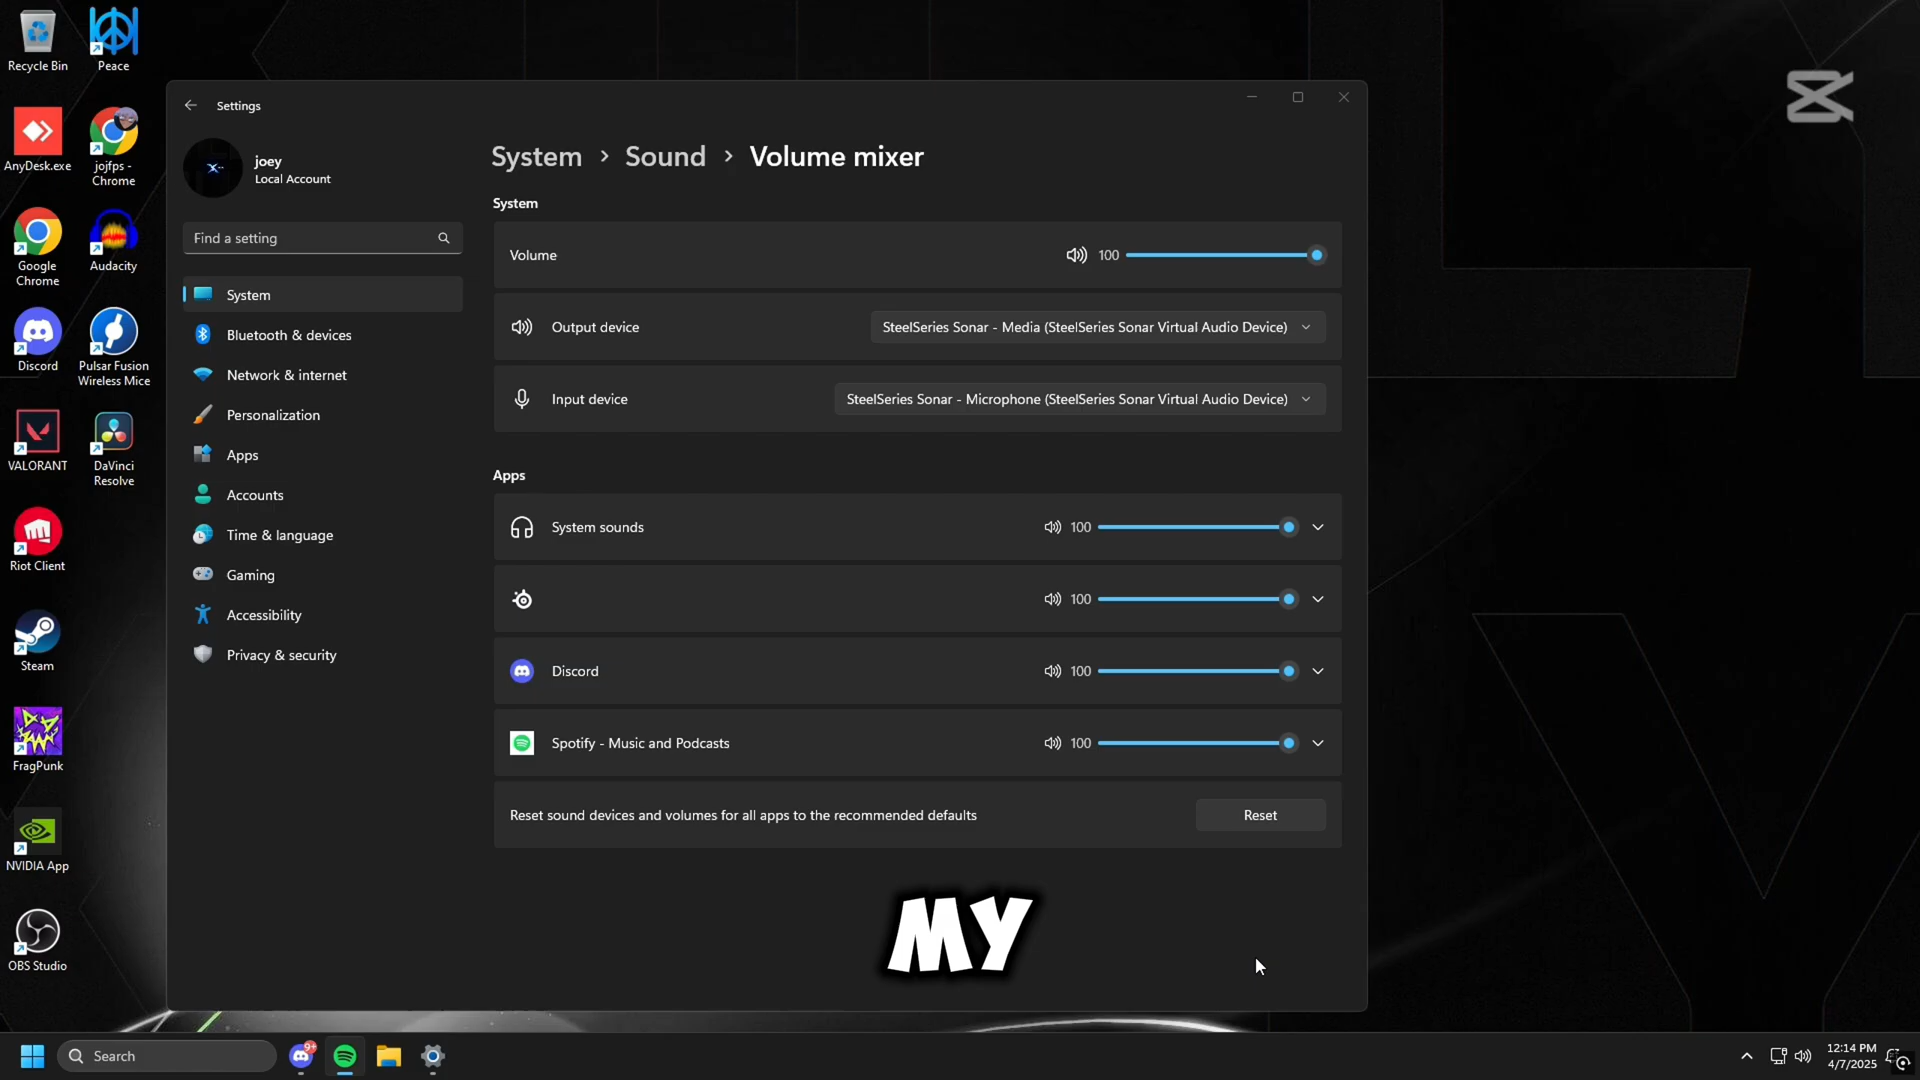 Recycle Bin
Peace
AnyDesk.exe
jojfps -
Chrome
Google
Chrome
Audacity
Discord
Pulsar Fusion
Wireless Mice
VALORANT
DaVinci
Resolve
Riot Client
Steam
FragPunk
NVIDIA App
OBS Studio
Settings
joey
Local Account
Find a setting
System
Bluetooth & devices
Network & internet
Personalization
Apps
Accounts
Time & language
Gaming
Accessibility
Privacy & security
System > Sound > Volume mixer
System
Volume 100
Output device SteelSeries Sonar - Media (SteelSeries Sonar Virtual Audio Device)
Input device SteelSeries Sonar - Microphone (SteelSeries Sonar Virtual Audio Device)
Apps
System sounds 100
100
Discord 100
Spotify - Music and Podcasts 100
Reset sound devices and volumes for all apps to the recommended defaults Reset
MY
Search
9+
12:14 PM
4/7/2025